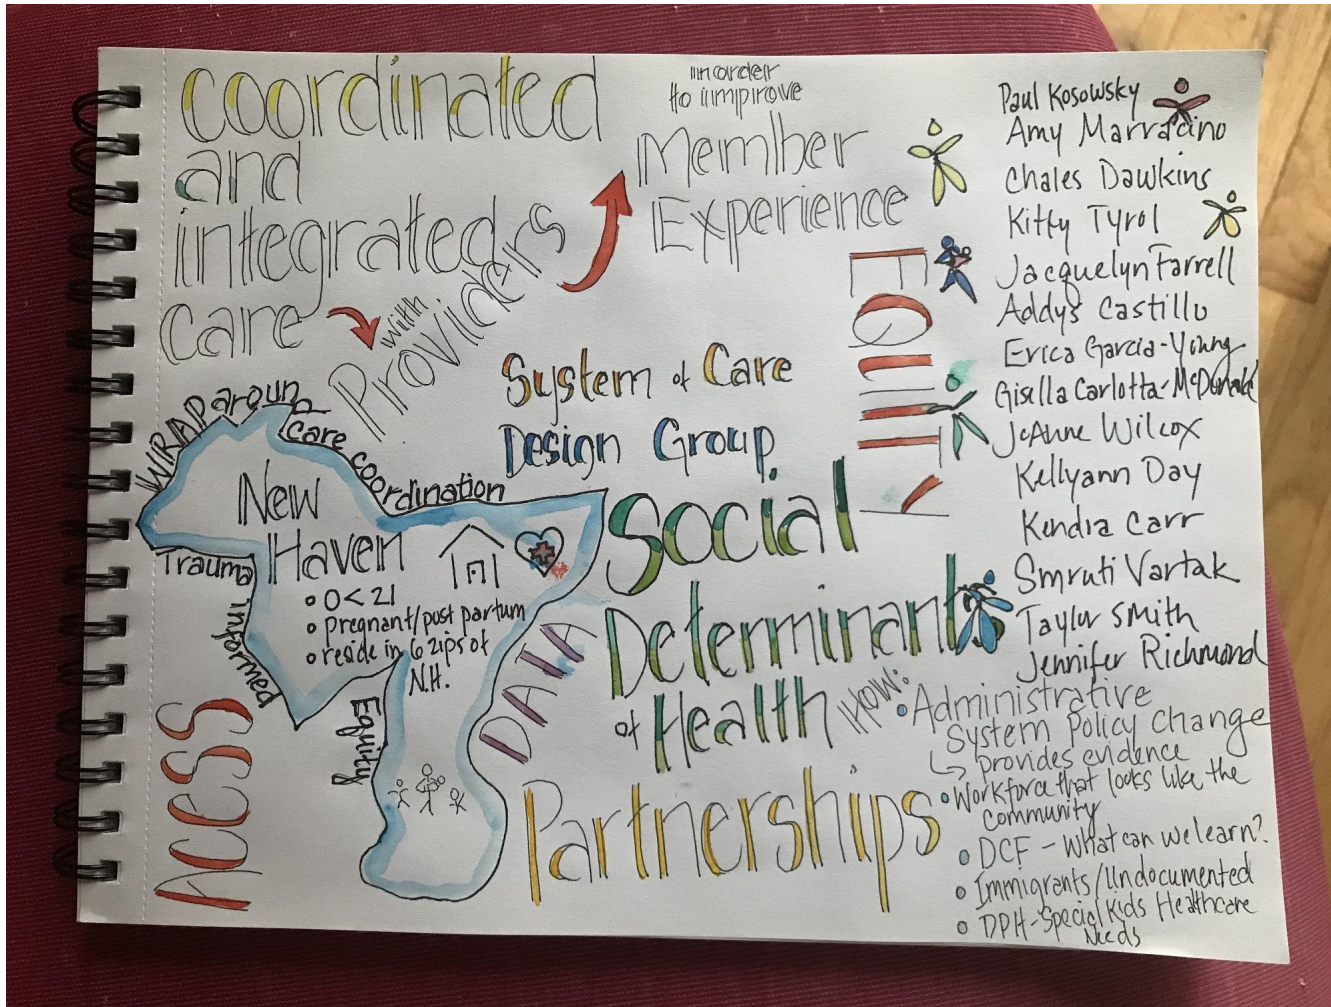 coordinated
and
integrated
care
with
Providers
in order
to improve
Member
Experience
EQUITY
System of Care
Design Group
WRAP around
care coordination
New
Haven
• 0<21
• pregnant/post partum
• reside in 6 zips of
N.H.
Trauma
informed
Equity
ACESS
DATA
Social
Determinants
of Health
Partnerships
Paul Kosowsky
Amy Marracino
Chales Dawkins
Kitty Tyrol
Jacquelyn Farrell
Addys Castillo
Erica Garcia-Young
Gisella Carlotta-McDonald
JoAnne Wilcox
Kellyann Day
Kendra Carr
Smruti Vartak
Taylor Smith
Jennifer Richmond
How:
• Administrative
System Policy Change
↳ provides evidence
• Workforce that looks like the
community
• DCF - What can we learn?
• Immigrants/Undocumented
• DPH-Special Kids Healthcare
Needs